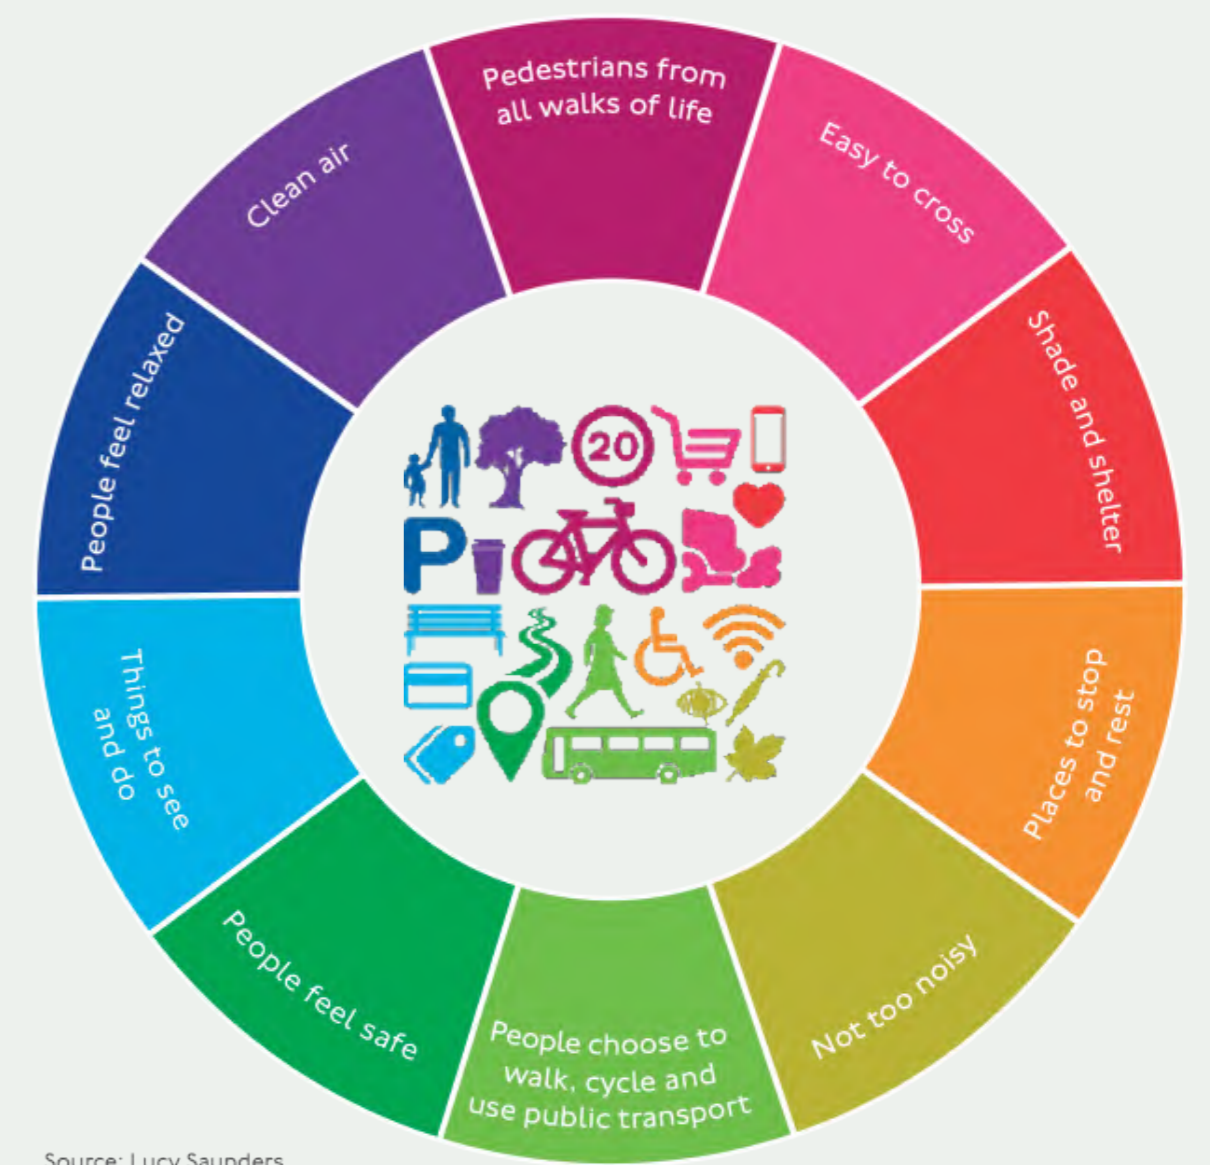 Pedestrians from
all walks of life
Easy to cross
Shade and shelter
Places to stop
and rest
Not too noisy
People choose to
walk, cycle and
use public transport
People feel safe
Things to see
and do
People feel relaxed
Clean air
20
P
Source: Lucy Saunders